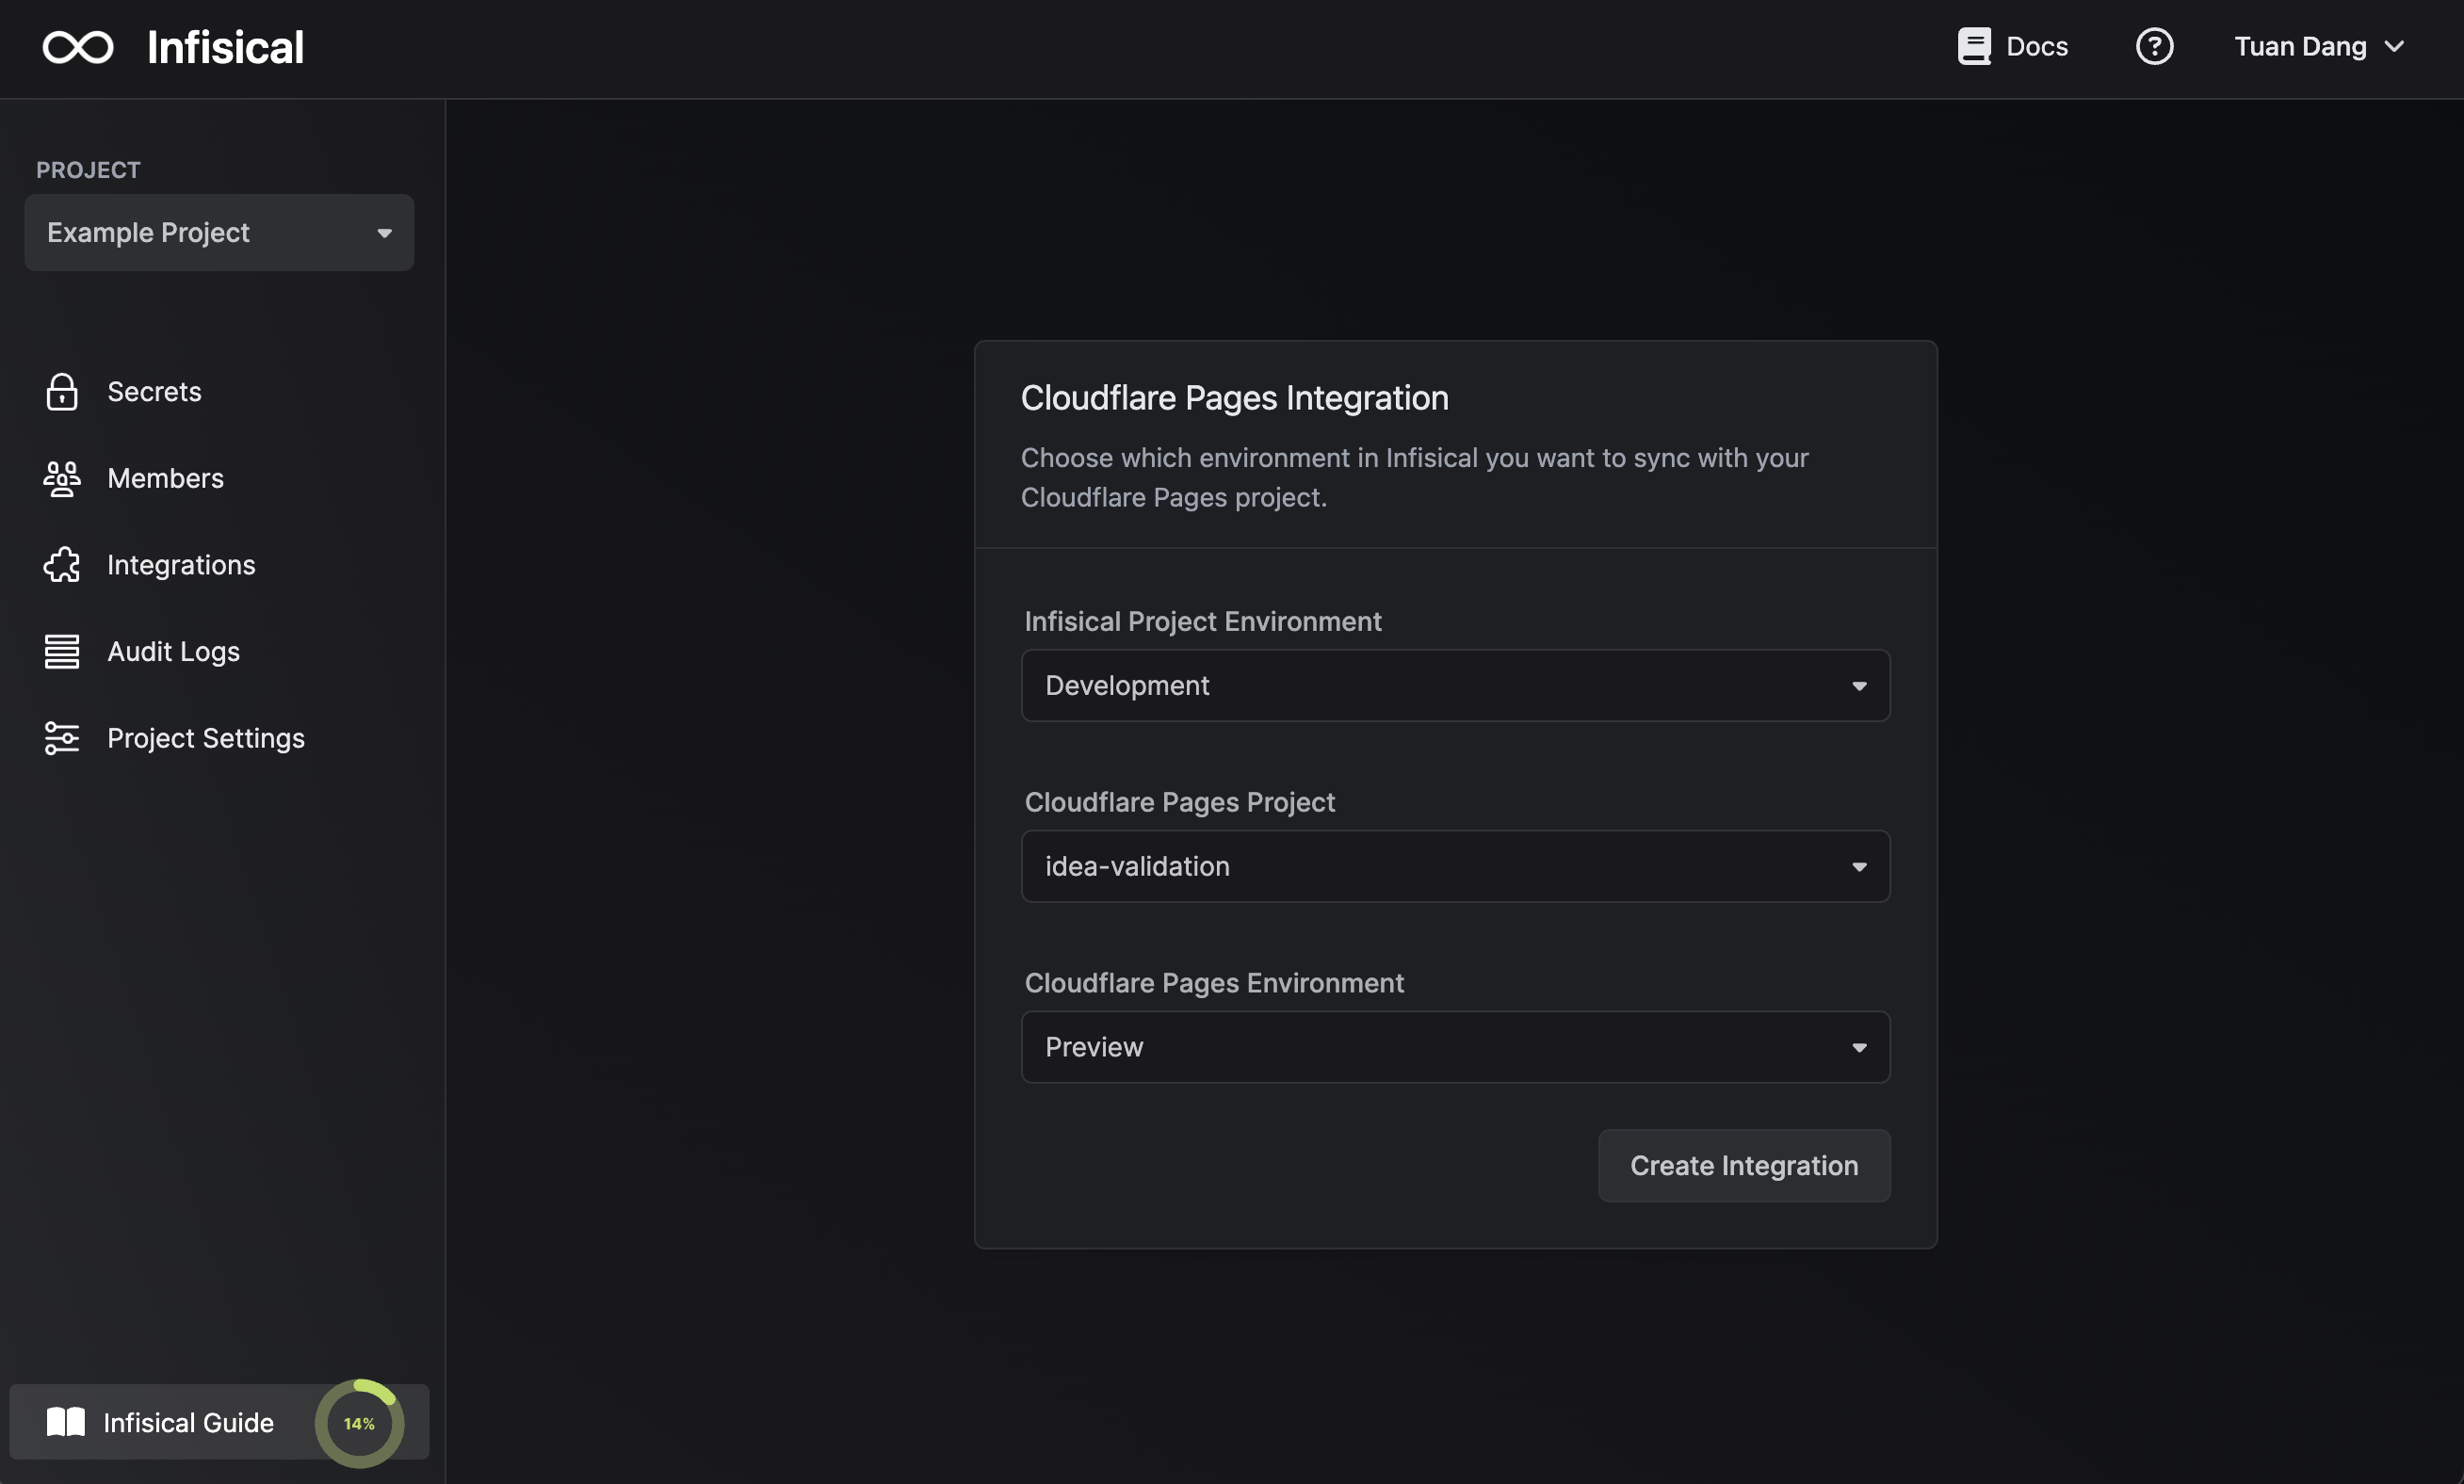 Infisical
Docs
?
Tuan Dang
PROJECT
Example Project
Secrets
Members
Integrations
Audit Logs
Project Settings
Infisical Guide
14%
Cloudflare Pages Integration
Choose which environment in Infisical you want to sync with your
Cloudflare Pages project.
Infisical Project Environment
Development
Cloudflare Pages Project
idea-validation
Cloudflare Pages Environment
Preview
Create Integration